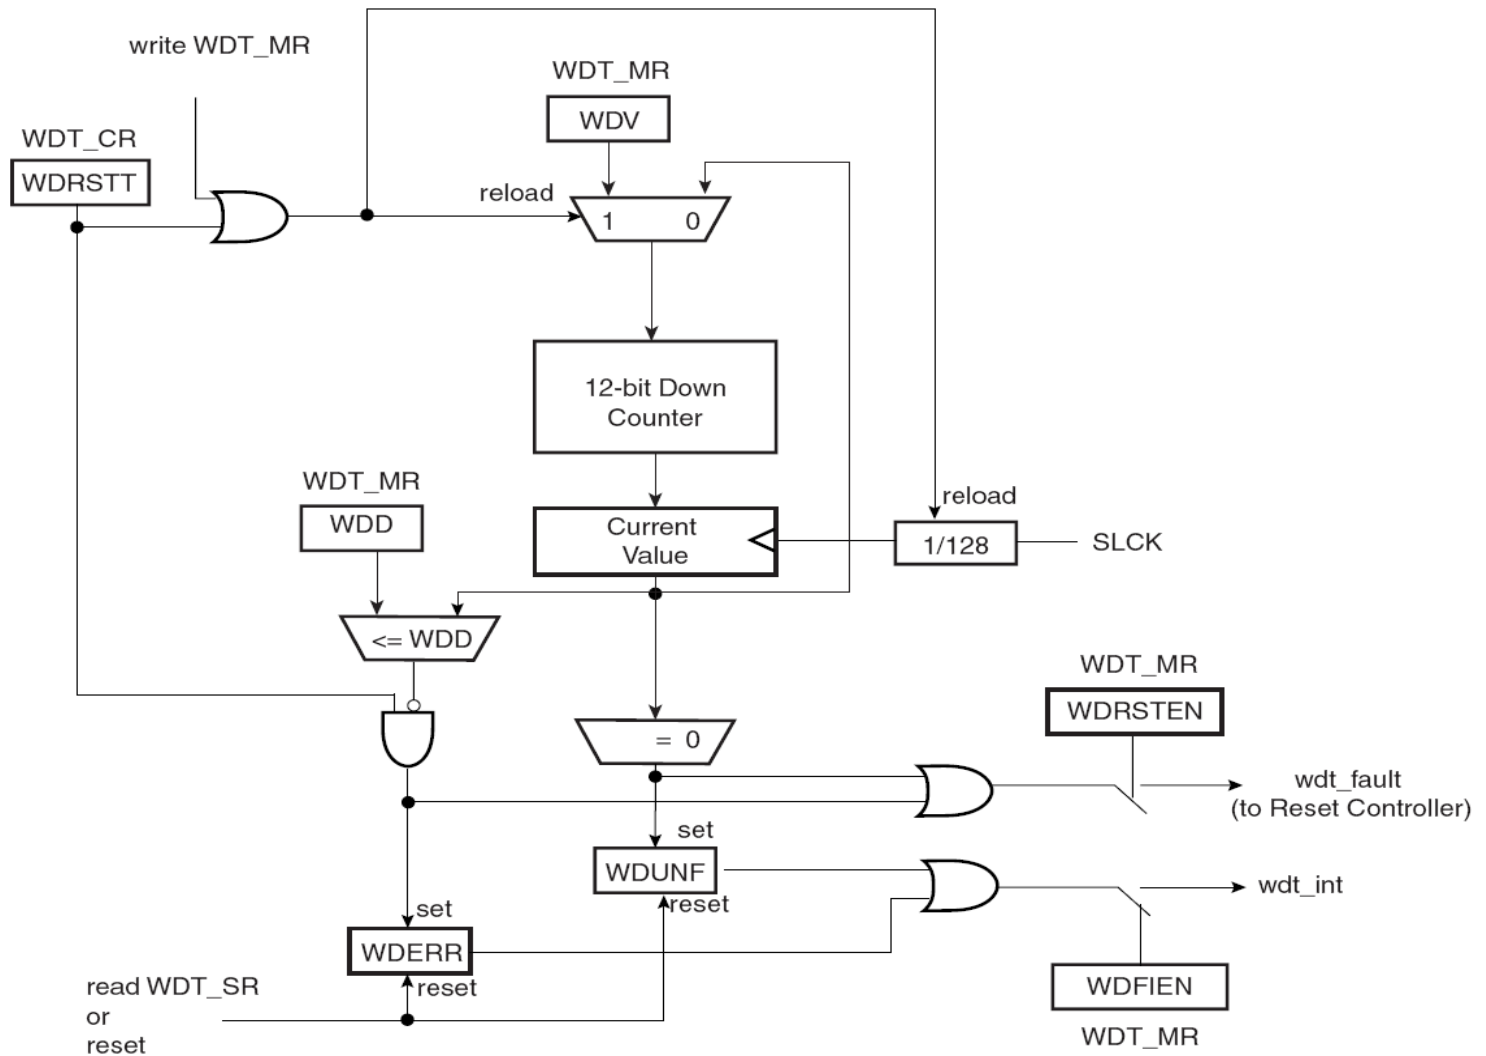 write WDT_MR
WDT_MR
WDV
WDT_CR
WDRSTT
reload
1 0
12-bit Down
Counter
WDT_MR
WDD
reload
Current
Value
1/128
SLCK
<= WDD
WDT_MR
WDRSTEN
= 0
wdt_fault
(to Reset Controller)
set
WDUNF
reset
wdt_int
set
WDERR
reset
read WDT_SR
or
reset
WDFIEN
WDT_MR